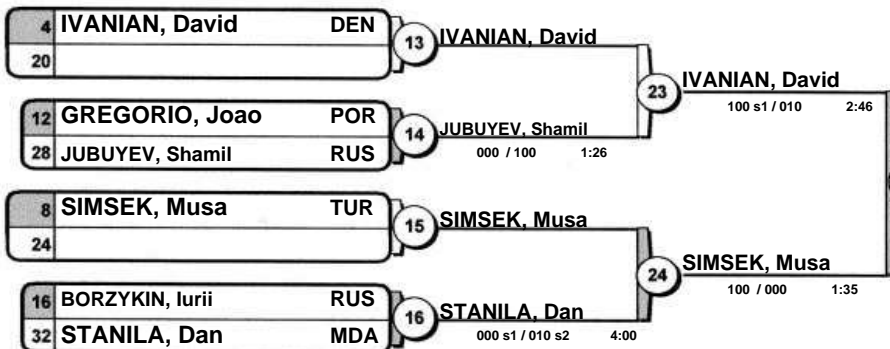 4 IVANIAN, David DEN
20
13 IVANIAN, David
12 GREGORIO, Joao POR
28 JUBUYEV, Shamil RUS
14 JUBUYEV, Shamil
000 / 100 1:26
23 IVANIAN, David
100 s1 / 010 2:46
8 SIMSEK, Musa TUR
24
15 SIMSEK, Musa
16 BORZYKIN, Iurii RUS
32 STANILA, Dan MDA
16 STANILA, Dan
000 s1 / 010 s2 4:00
24 SIMSEK, Musa
100 / 000 1:35